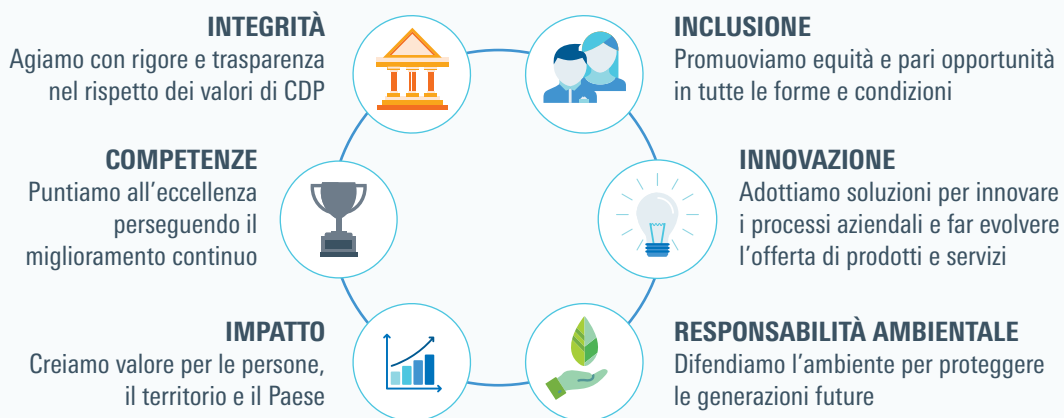 INTEGRITÀ
Agiamo con rigore e trasparenza
nel rispetto dei valori di CDP
INCLUSIONE
Promuoviamo equità e pari opportunità
in tutte le forme e condizioni
COMPETENZE
Puntiamo all’eccellenza
perseguendo il
miglioramento continuo
INNOVAZIONE
Adottiamo soluzioni per innovare
i processi aziendali e far evolvere
l’offerta di prodotti e servizi
IMPATTO
Creiamo valore per le persone,
il territorio e il Paese
RESPONSABILITÀ AMBIENTALE
Difendiamo l’ambiente per proteggere
le generazioni future